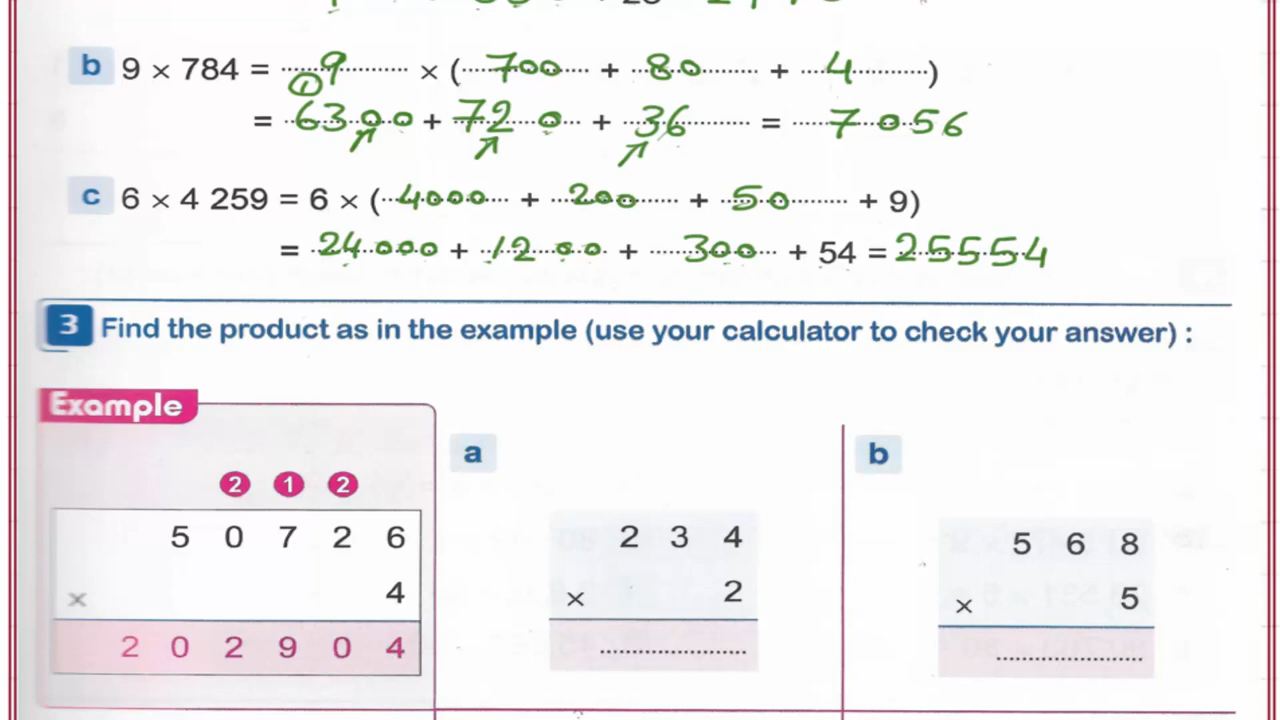 b 9 × 784 = 9 × ( 700 + 80 + 4 )
①
= 6300 + 720 + 36 = 7056
c 6 × 4 259 = 6 × ( 4000 + 200 + 50 + 9)
= 24000 + 1200 + 300 + 54 = 25554
3 Find the product as in the example (use your calculator to check your answer) :
Example
a
b
2 1 2
5 0 7 2 6
× 4
2 0 2 9 0 4
2 3 4
× 2
5 6 8
× 5